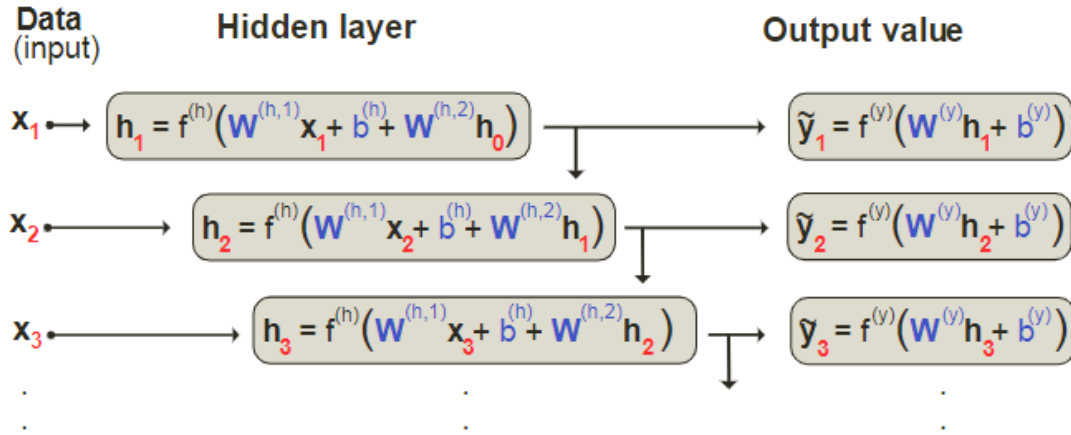 Data Hidden layer Output value
(input)
x₁ h₁ = f⁽ʰ⁾(W⁽ʰ,¹⁾x₁+ b⁽ʰ⁾+ W⁽ʰ,²⁾h₀) ỹ₁ = f⁽ʸ⁾(W⁽ʸ⁾h₁+ b⁽ʸ⁾)
x₂ h₂ = f⁽ʰ⁾(W⁽ʰ,¹⁾x₂+ b⁽ʰ⁾+ W⁽ʰ,²⁾h₁) ỹ₂ = f⁽ʸ⁾(W⁽ʸ⁾h₂+ b⁽ʸ⁾)
x₃ h₃ = f⁽ʰ⁾(W⁽ʰ,¹⁾x₃+ b⁽ʰ⁾+ W⁽ʰ,²⁾h₂) ỹ₃ = f⁽ʸ⁾(W⁽ʸ⁾h₃+ b⁽ʸ⁾)
. . .
. . .